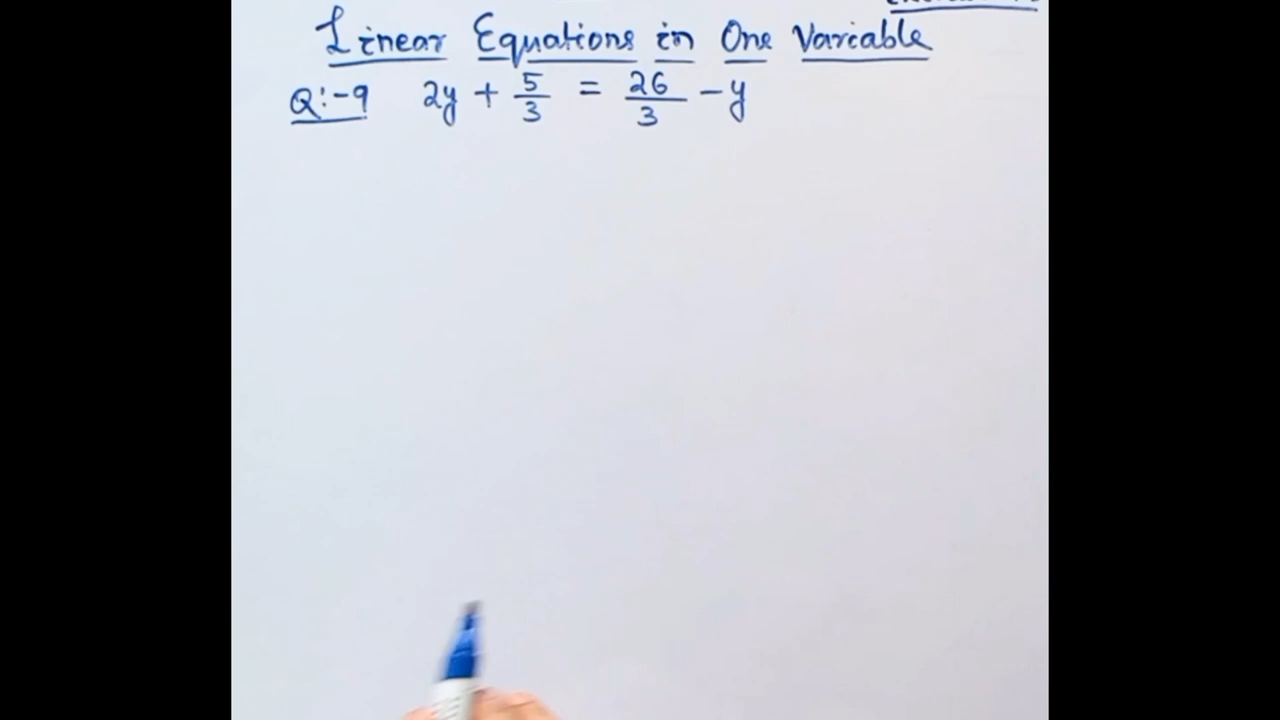 Linear Equations in One Variable
Q:-9 2y + 5/3 = 26/3 - y